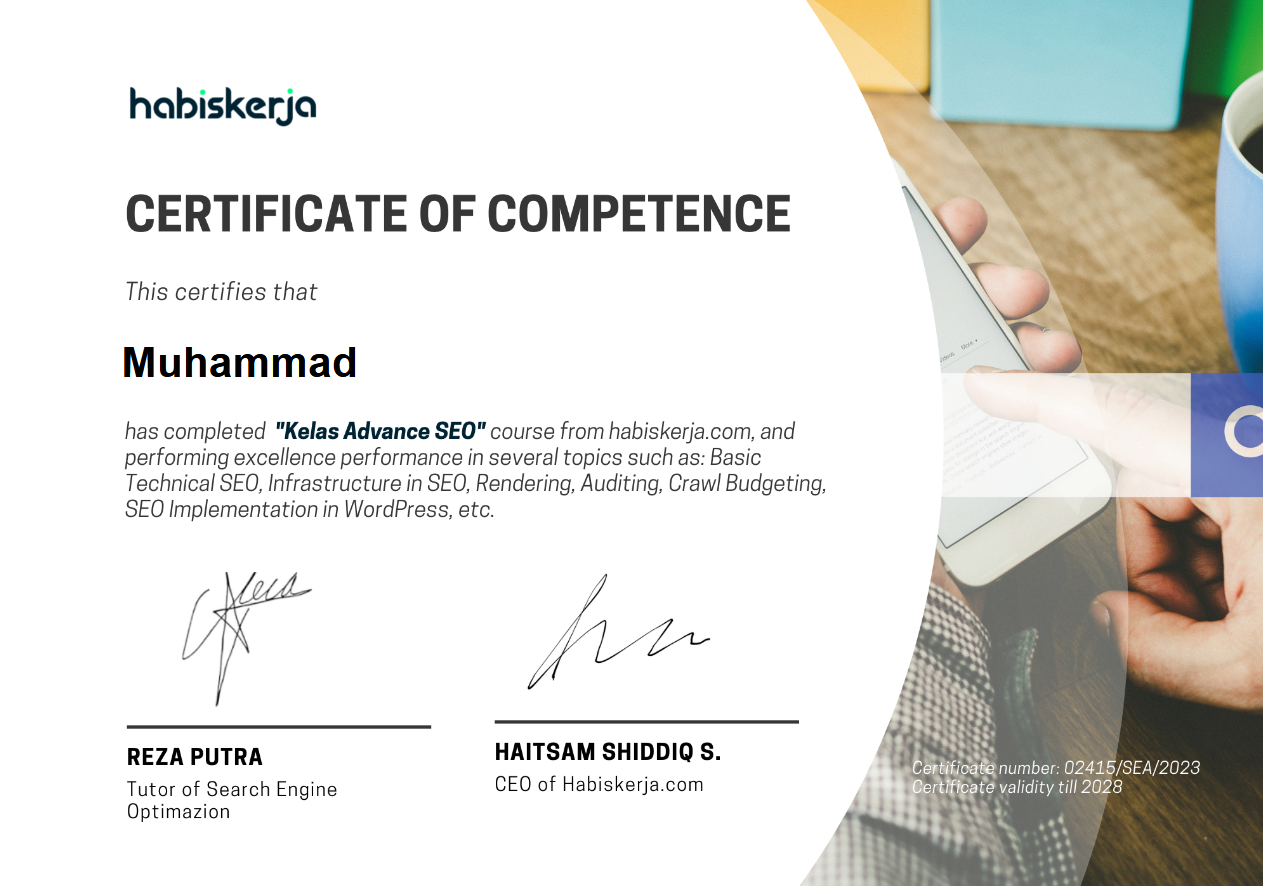 habiskerja
CERTIFICATE OF COMPETENCE
This certifies that
Muhammad
has completed "Kelas Advance SEO" course from habiskerja.com, and
performing excellence performance in several topics such as: Basic
Technical SEO, Infrastructure in SEO, Rendering, Auditing, Crawl Budgeting,
SEO Implementation in WordPress, etc.
REZA PUTRA
Tutor of Search Engine
Optimazion
HAITSAM SHIDDIQ S.
CEO of Habiskerja.com
More
Certificate number: 02415/SEA/2023
Certificate validity till 2028